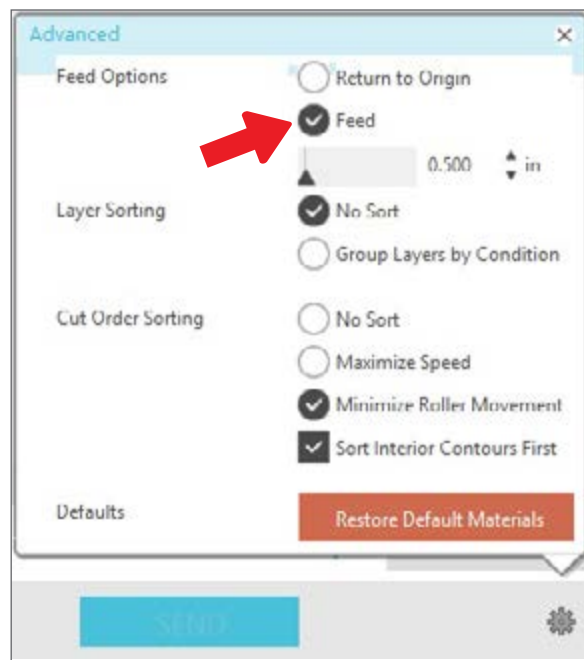 Advanced
Feed Options
Return to Origin
Feed
0.500 in
Layer Sorting
No Sort
Group Layers by Condition
Cut Order Sorting
No Sort
Maximize Speed
Minimize Roller Movement
Sort Interior Contours First
Defaults
Restore Default Materials
SEND